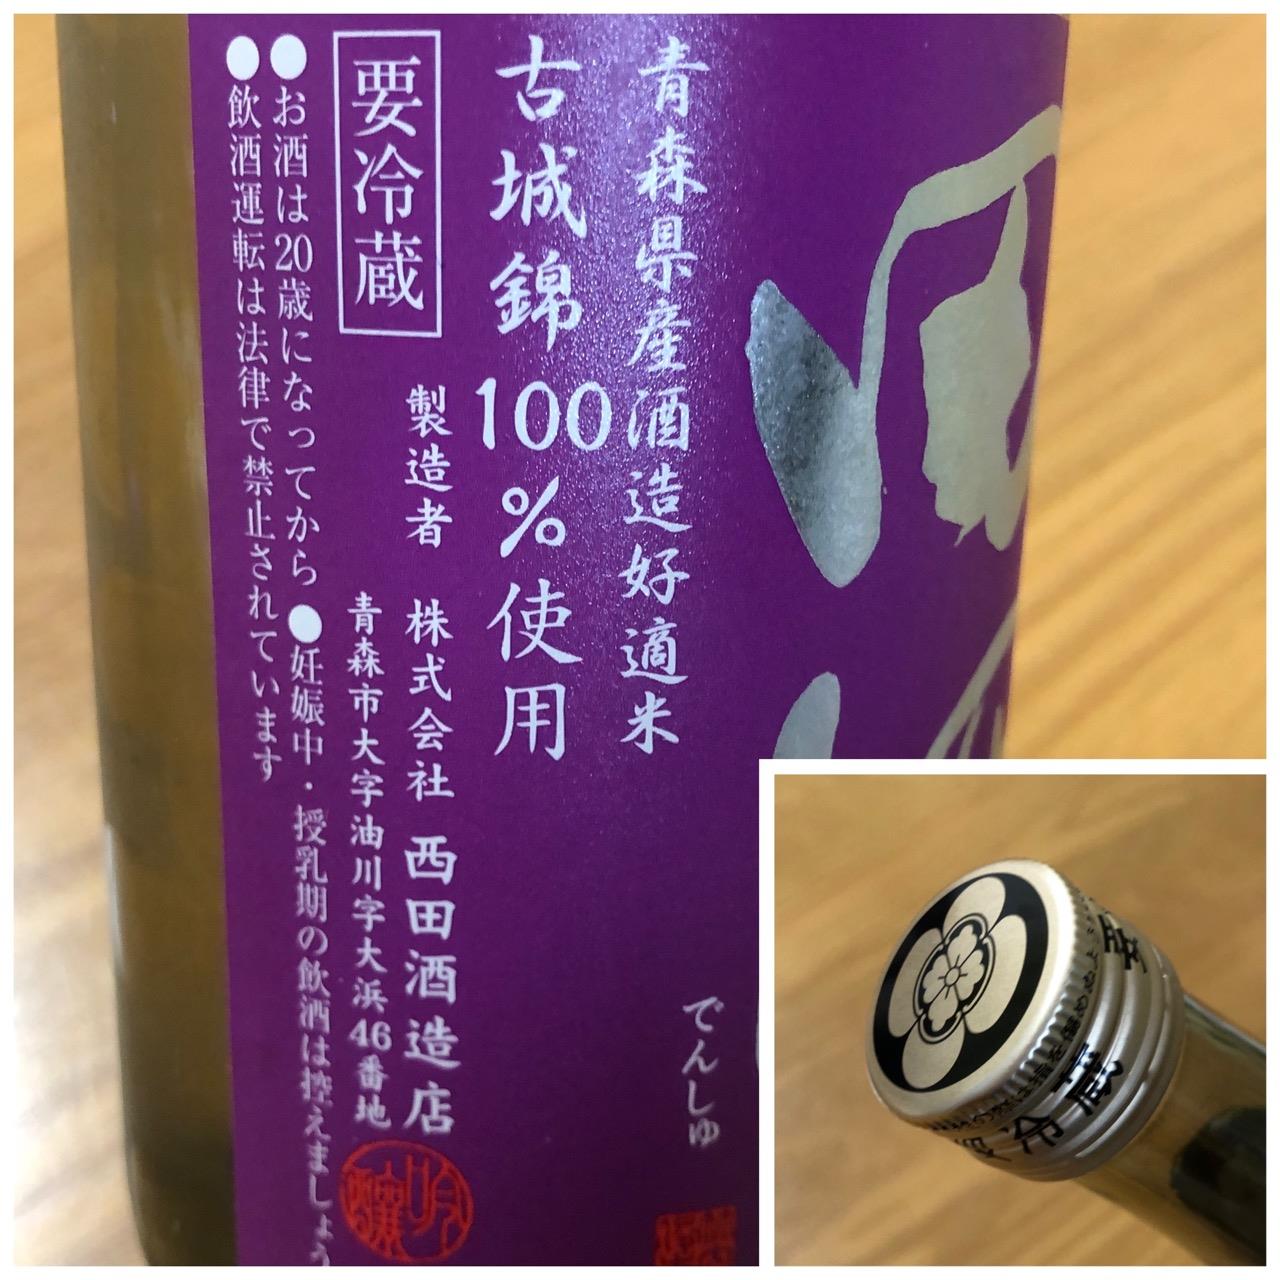 青森県産酒造好適米
古城錦100%使用
要冷蔵
製造者 株式会社 西田酒造店
青森市大字油川字大浜46番地
●お酒は20歳になってから ●妊娠中・授乳期の飲酒は控えましょう
●飲酒運転は法律で禁止されています
でんしゅ
吟醸
冷蔵